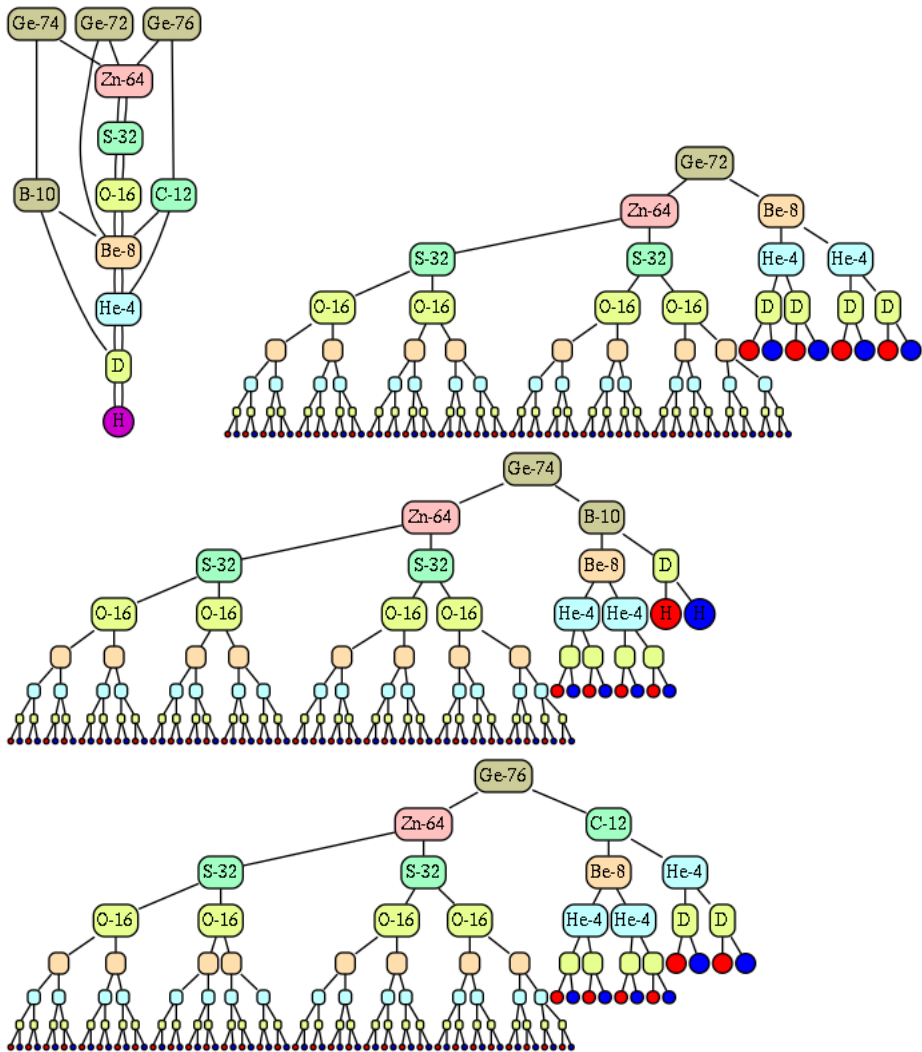 Ge-74 Ge-72 Ge-76
Zn-64
S-32
B-10 O-16 C-12
Be-8
He-4
D
H
Ge-72
Zn-64 Be-8
S-32 S-32 He-4 He-4
O-16 O-16 O-16 O-16 D D D D
Ge-74
Zn-64 B-10
S-32 S-32 Be-8 D
O-16 O-16 O-16 O-16 He-4 He-4 H H
Ge-76
Zn-64 C-12
S-32 S-32 Be-8 He-4
O-16 O-16 O-16 O-16 He-4 He-4 D D